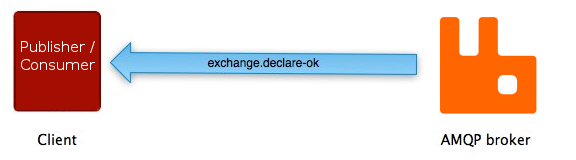 Publisher /
Consumer
exchange.declare-ok
Client
AMQP broker